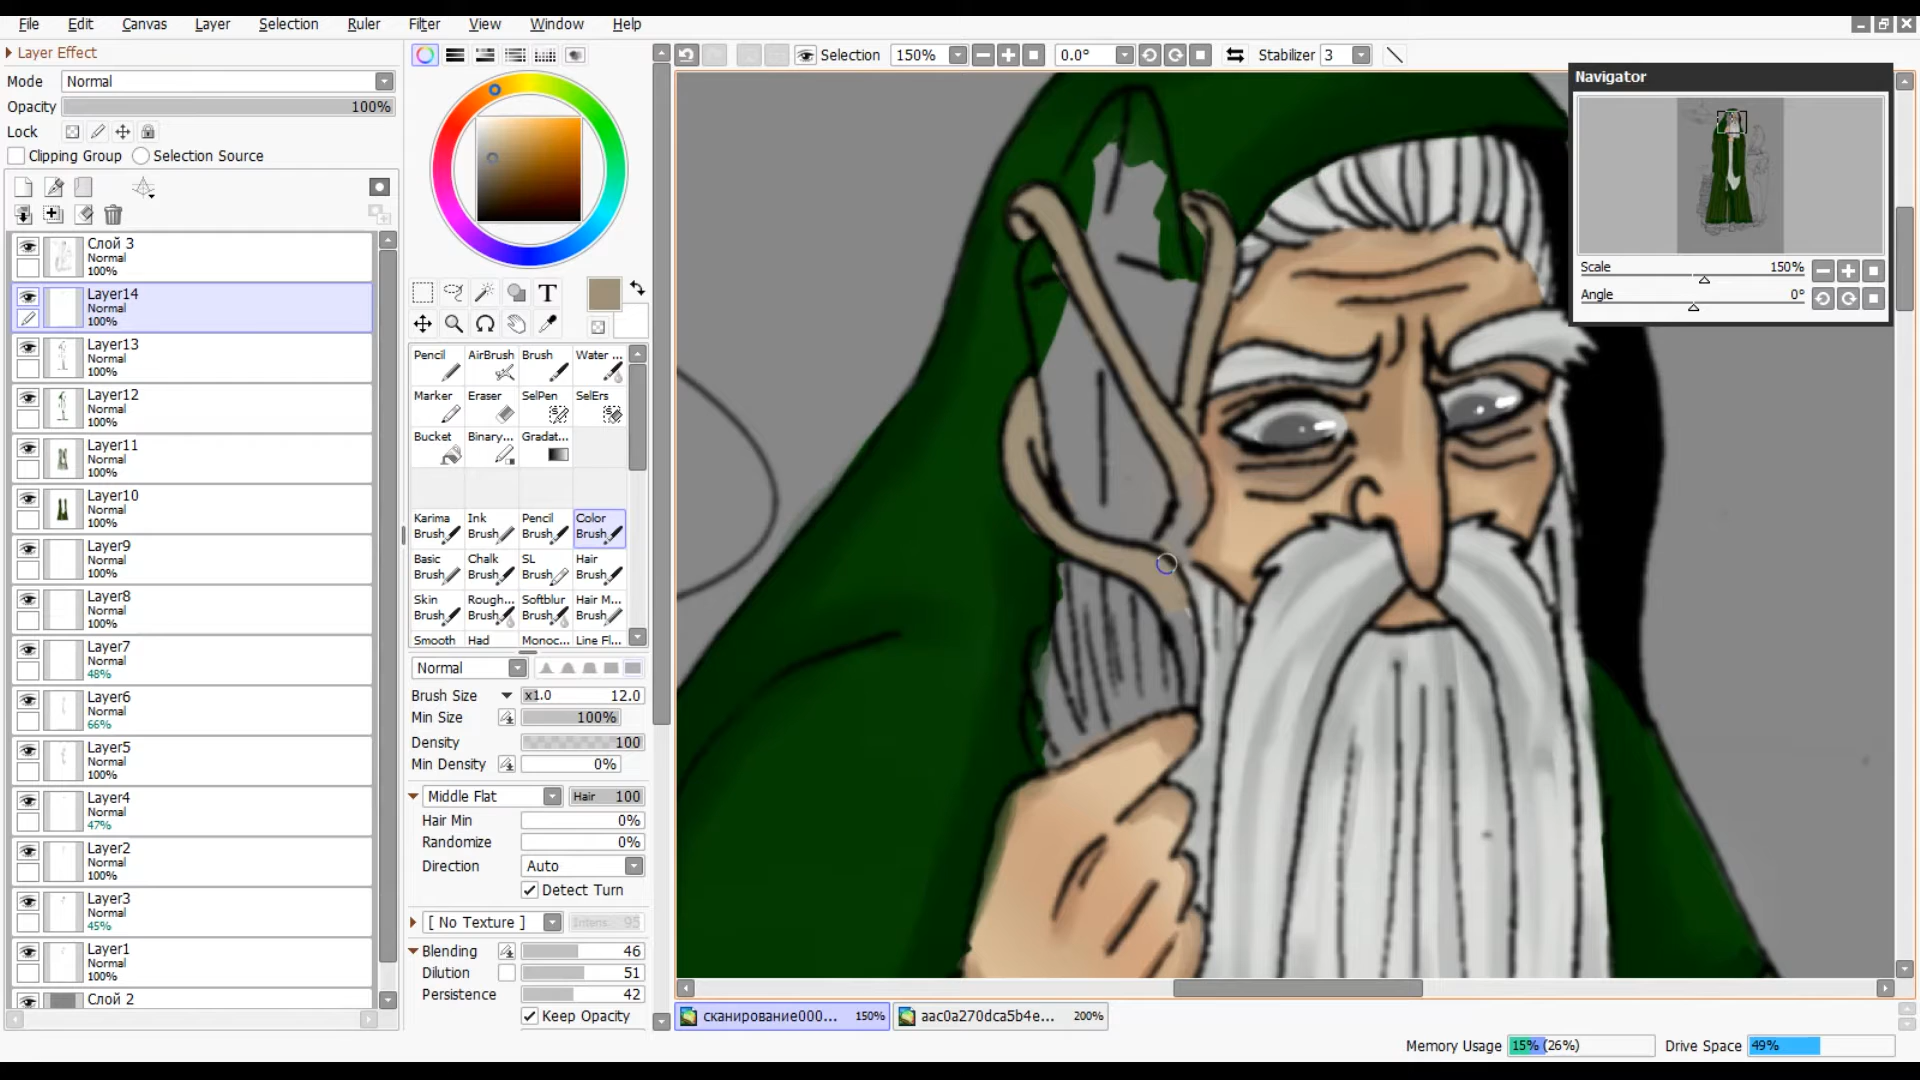 File Edit Canvas Layer Selection Ruler Filter View Window Help
Layer Effect
Mode Normal
Opacity 100%
Lock
Clipping Group Selection Source
Слой 3
Normal
100%
Layer14
Normal
100%
Layer13
Normal
100%
Layer12
Normal
100%
Layer11
Normal
100%
Layer10
Normal
100%
Layer9
Normal
100%
Layer8
Normal
100%
Layer7
Normal
48%
Layer6
Normal
66%
Layer5
Normal
100%
Layer4
Normal
47%
Layer2
Normal
100%
Layer3
Normal
45%
Layer1
Normal
100%
Слой 2
T
Pencil AirBrush Brush Water ...
Marker Eraser SelPen SelErs
Bucket Binary... Gradat...
Karima Ink Pencil Color
Brush Brush Brush Brush
Basic Chalk SL Hair
Brush Brush Brush Brush
Skin Rough... Softblur Hair M...
Brush Brush Brush Brush
Smooth Had Monoc... Line Fl...
Normal
Brush Size x1.0 12.0
Min Size 100%
Density 100
Min Density 0%
Middle Flat Hair 100
Hair Min 0%
Randomize 0%
Direction Auto
Detect Turn
[ No Texture ] Intens. 95
Blending 46
Dilution 51
Persistence 42
Keep Opacity
Selection 150% 0.0° Stabilizer 3
Navigator
Scale 150%
Angle 0°
сканирование000... 150% aac0a270dca5b4e... 200%
Memory Usage 15% (26%) Drive Space 49%